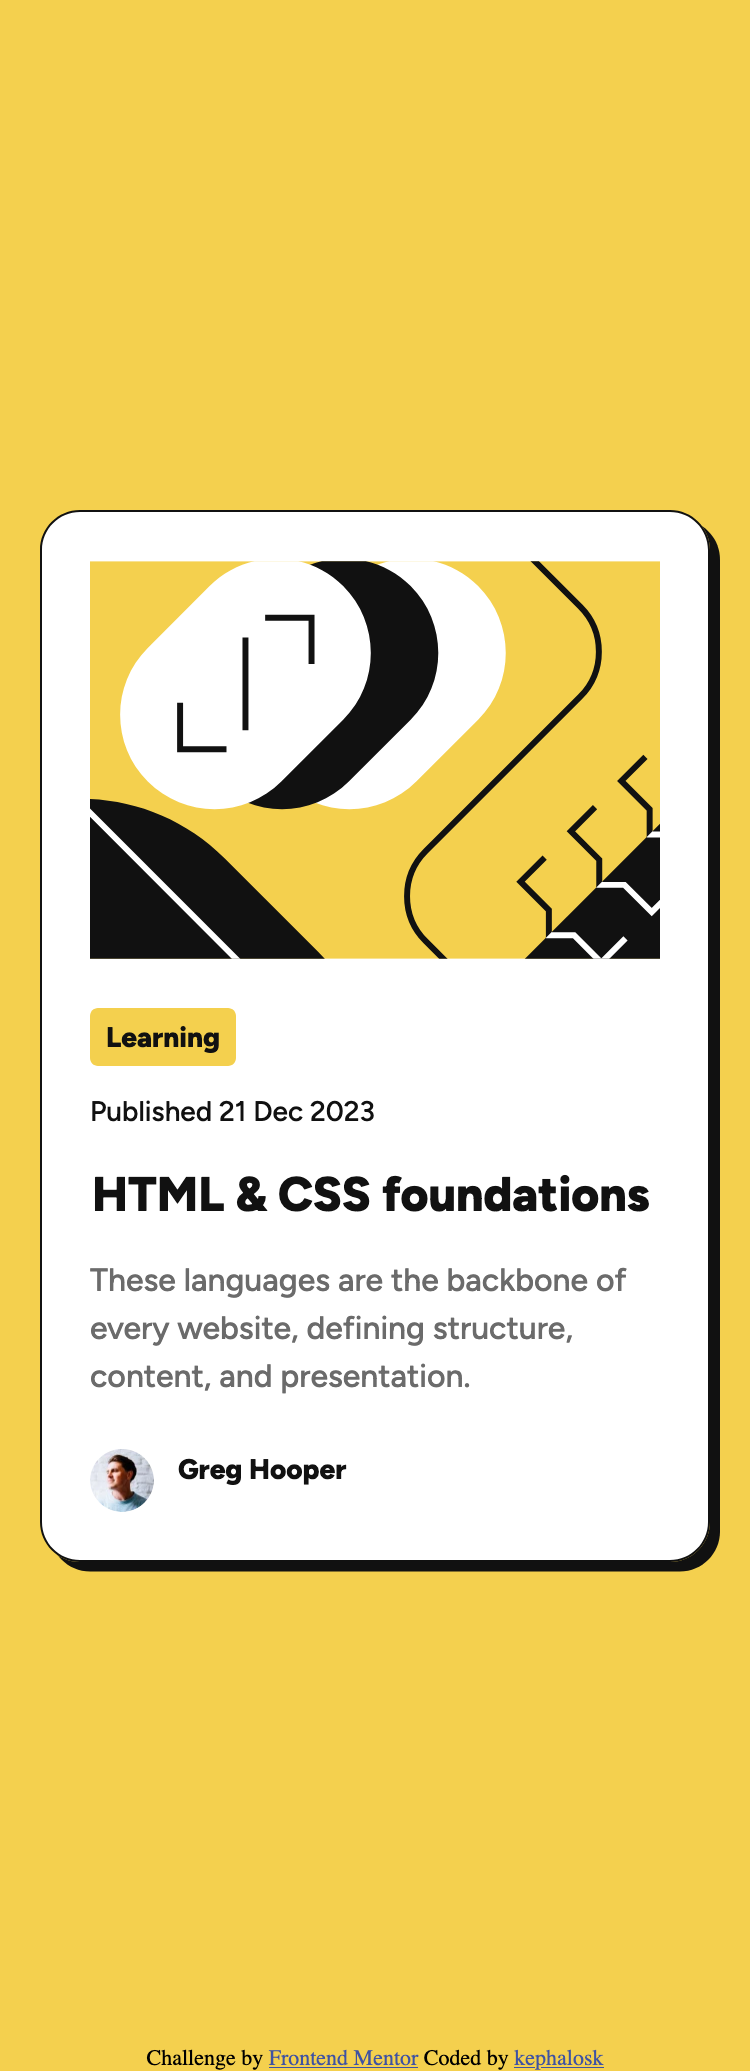 Learning
Published 21 Dec 2023
HTML & CSS foundations
These languages are the backbone of
every website, defining structure,
content, and presentation.
Greg Hooper
Challenge by Frontend Mentor Coded by kephalosk